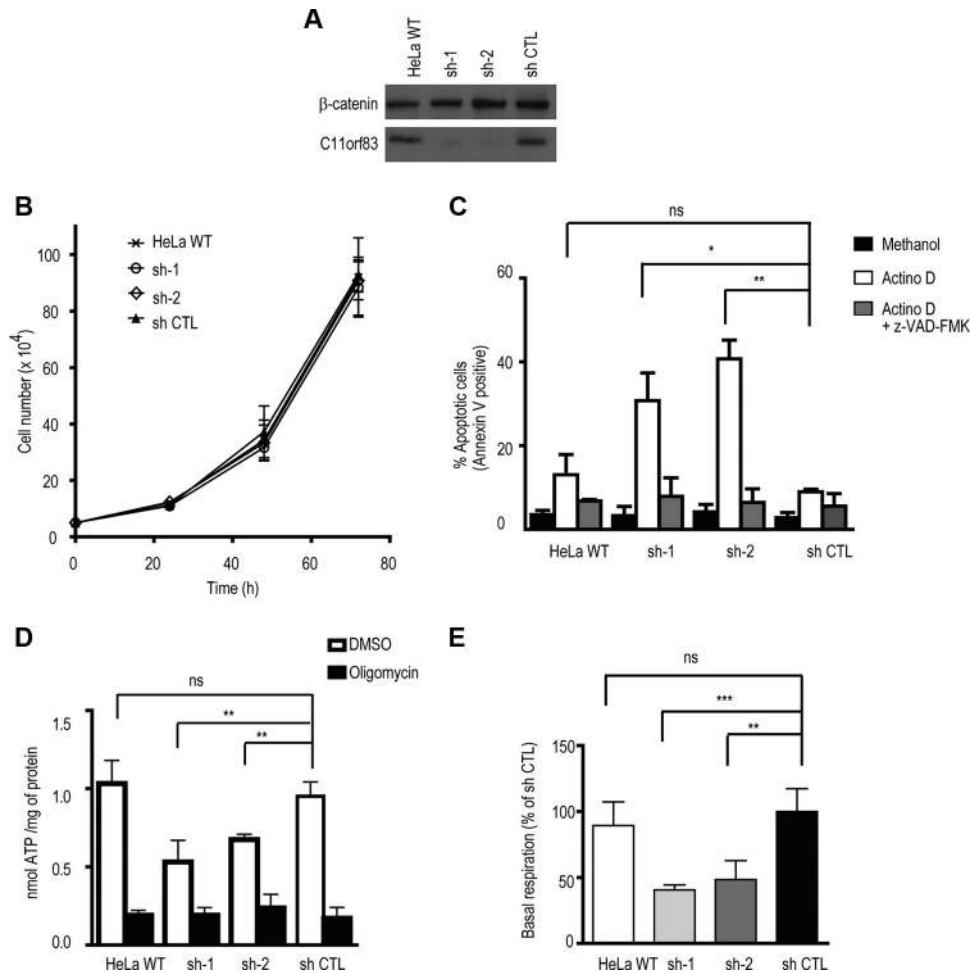 A
HeLa WT
sh-1
sh-2
sh CTL
β-catenin
C11orf83
B
HeLa WT
sh-1
sh-2
sh CTL
Cell number (x 10⁴)
100
80
60
40
20
0
0 20 40 60 80
Time (h)
C
ns
*
**
Methanol
Actino D
Actino D
+ z-VAD-FMK
% Apoptotic cells
(Annexin V positive)
60
40
20
0
HeLa WT sh-1 sh-2 sh CTL
D
DMSO
Oligomycin
ns
**
**
nmol ATP /mg of protein
1.5
1.0
0.5
0.0
HeLa WT sh-1 sh-2 sh CTL
E
ns
***
**
Basal respiration (% of sh CTL)
150
100
50
0
HeLa WT sh-1 sh-2 sh CTL